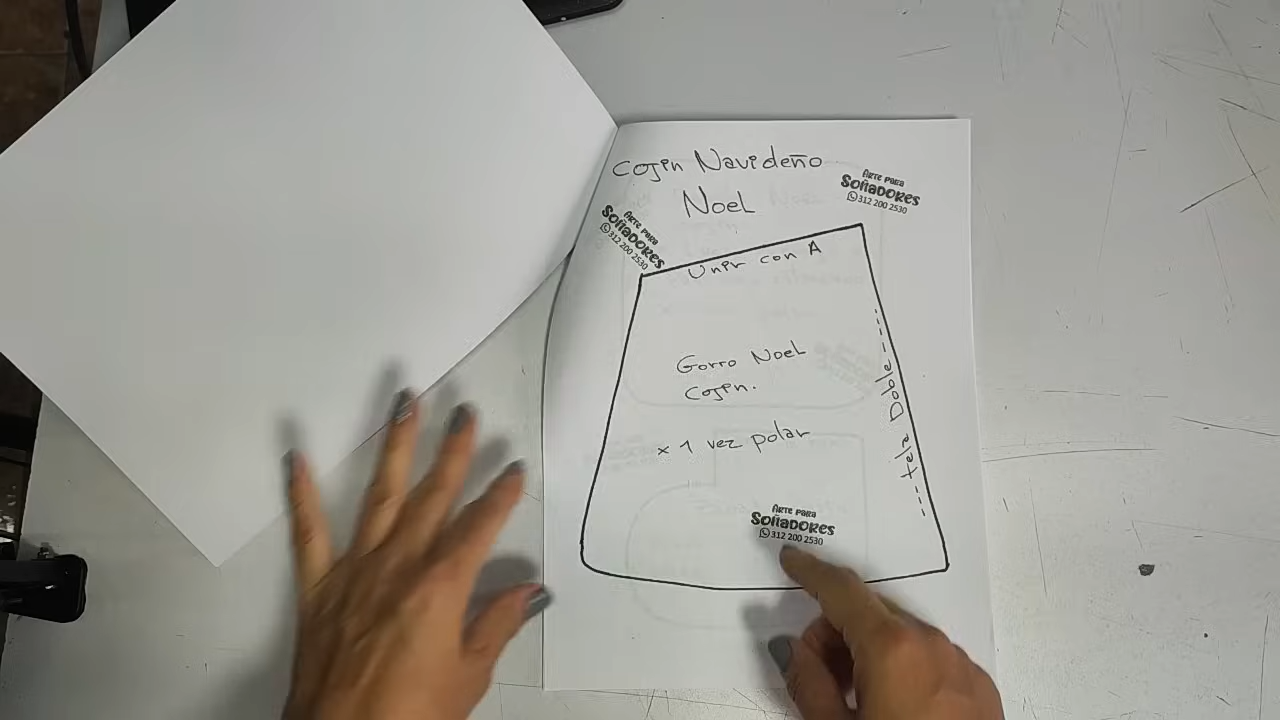 Cojin Navideño
Noel
ARTE PARA
SOÑADORES
312 200 2530
ARTE PARA
SOÑADORES
312 200 2530
Unir con A
Gorro Noel
Cojin.
x 1 vez polar
---- tela Doble ----
ARTE PARA
SOÑADORES
312 200 2530